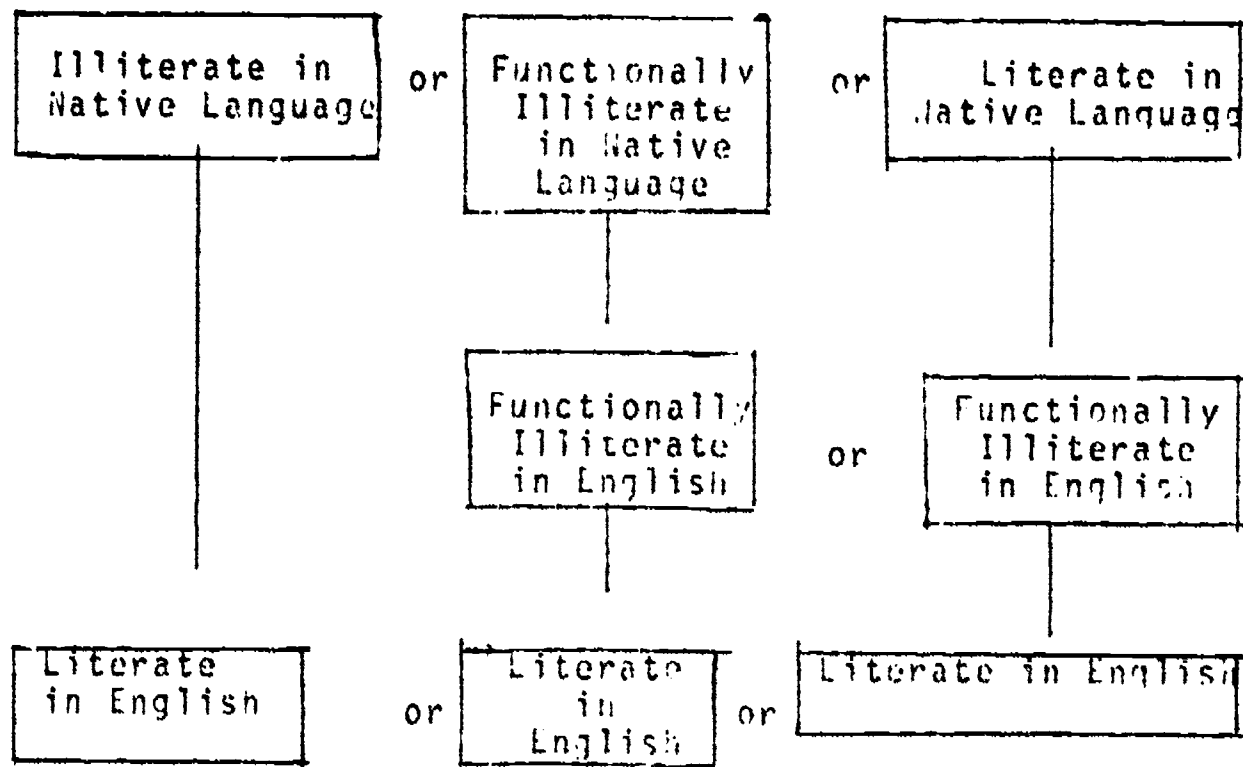 Illiterate in
Native Language
or
Functionally
Illiterate
in Native
Language
or
Literate in
Native Language
Functionally
Illiterate
in English
or
Functionally
Illiterate
in English
Literate
in English
or
Literate
in
English
or
Literate in English